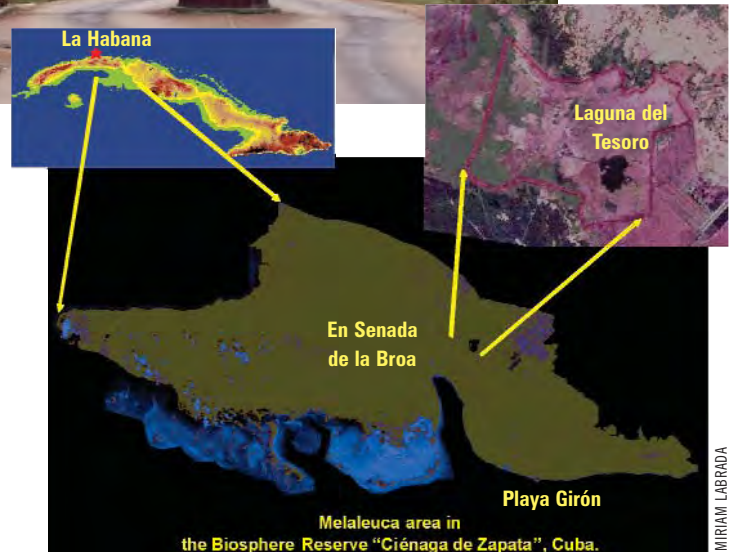 La Habana
Laguna del
Tesoro
En Senada
de la Broa
Playa Girón
Melaleuca area in
the Biosphere Reserve “Ciénaga de Zapata”, Cuba.
MIRIAM LABRADA